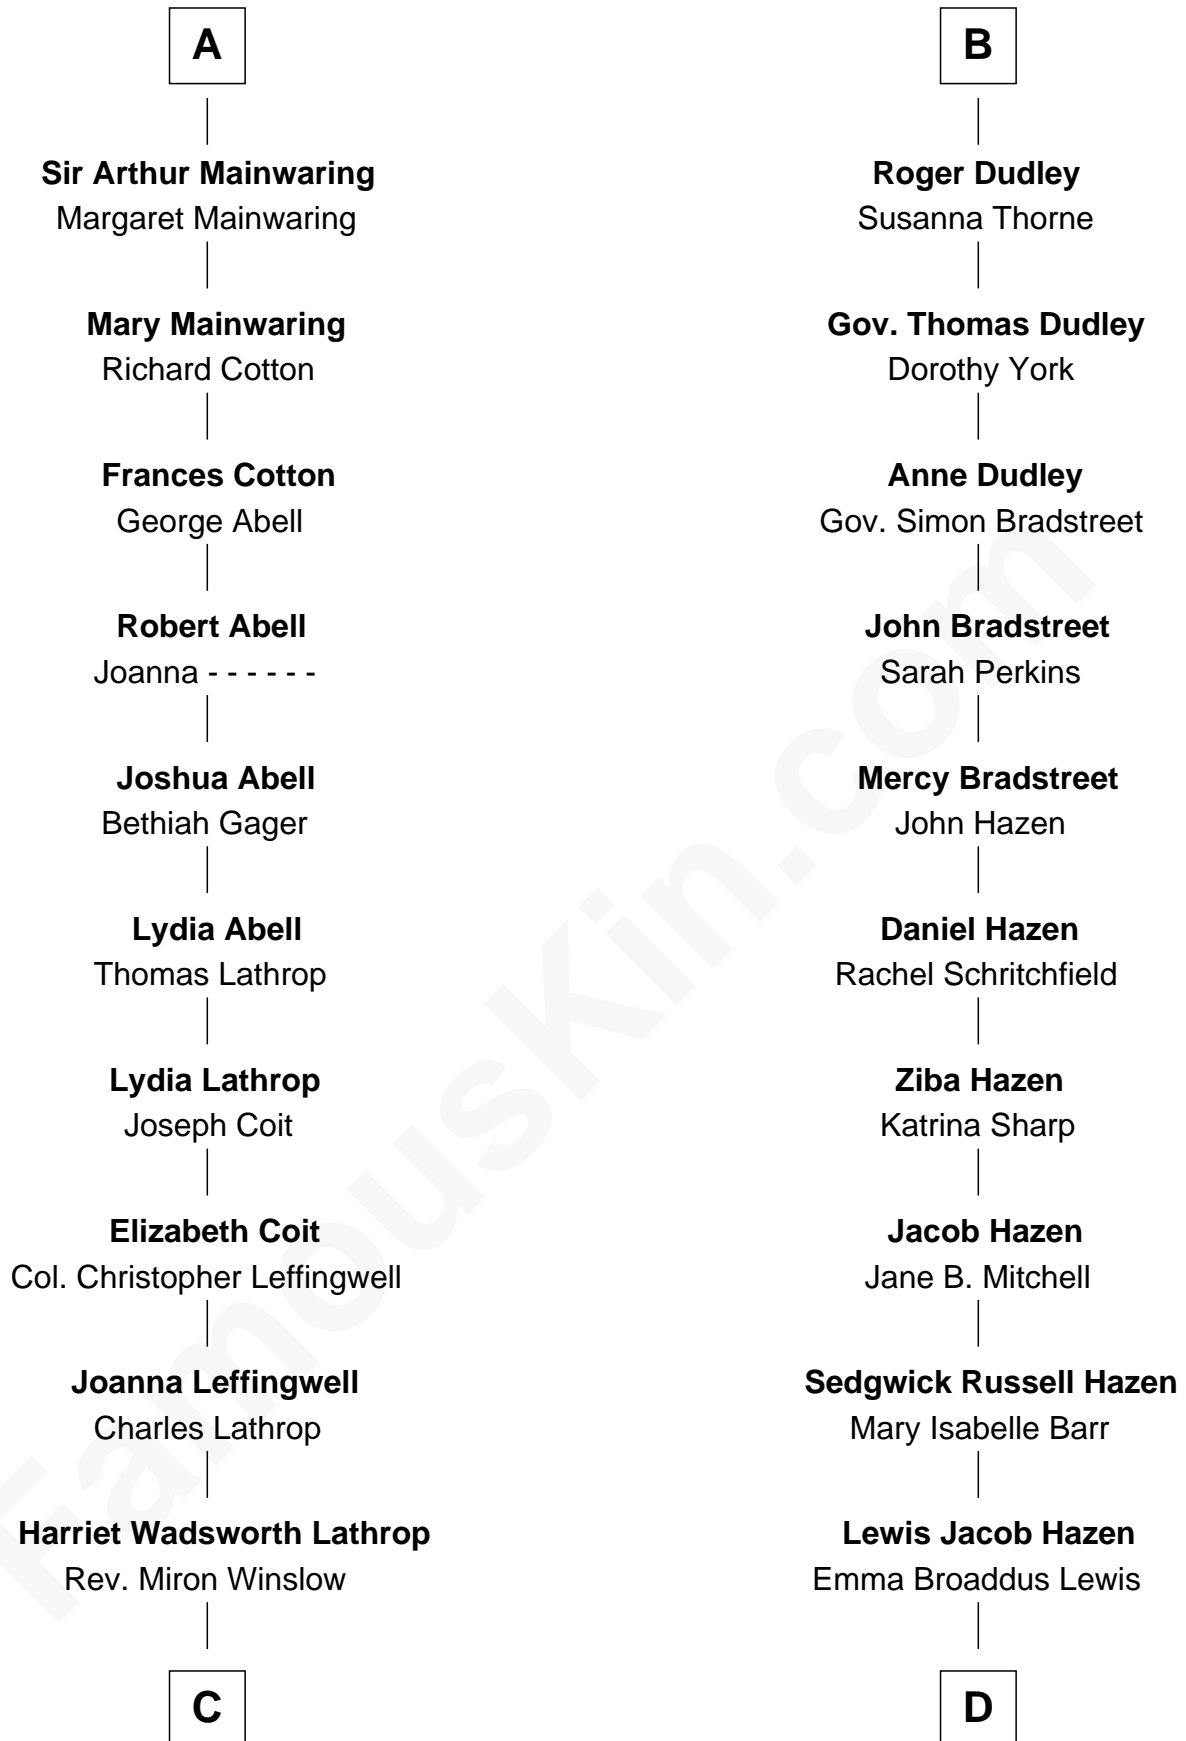 A
Sir Arthur Mainwaring
Margaret Mainwaring
Mary Mainwaring
Richard Cotton
Frances Cotton
George Abell
Robert Abell
Joanna - - - - - -
Joshua Abell
Bethiah Gager
Lydia Abell
Thomas Lathrop
Lydia Lathrop
Joseph Coit
Elizabeth Coit
Col. Christopher Leffingwell
Joanna Leffingwell
Charles Lathrop
Harriet Wadsworth Lathrop
Rev. Miron Winslow
C
B
Roger Dudley
Susanna Thorne
Gov. Thomas Dudley
Dorothy York
Anne Dudley
Gov. Simon Bradstreet
John Bradstreet
Sarah Perkins
Mercy Bradstreet
John Hazen
Daniel Hazen
Rachel Schritchfield
Ziba Hazen
Katrina Sharp
Jacob Hazen
Jane B. Mitchell
Sedgwick Russell Hazen
Mary Isabelle Barr
Lewis Jacob Hazen
Emma Broaddus Lewis
D
FamousKin.com